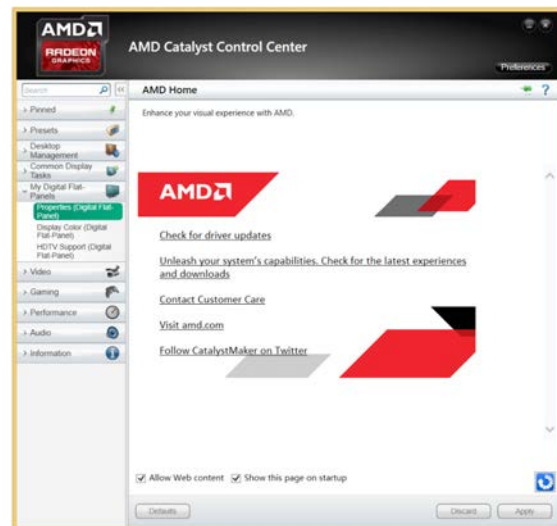 AMD
RADEON
GRAPHICS
AMD Catalyst Control Center
Preferences
Search
AMD Home
Pinned
Presets
Desktop
Management
Common Display
Tasks
My Digital Flat-
Panels
Properties (Digital Flat-
Panel)
Display Color (Digital
Flat-Panel)
HDTV Support (Digital
Flat-Panel)
Video
Gaming
Performance
Audio
Information
Enhance your visual experience with AMD.
AMD
Check for driver updates
Unleash your system's capabilities. Check for the latest experiences
and downloads
Contact Customer Care
Visit amd.com
Follow CatalystMaker on Twitter
Allow Web content Show this page on startup
Defaults Discard Apply